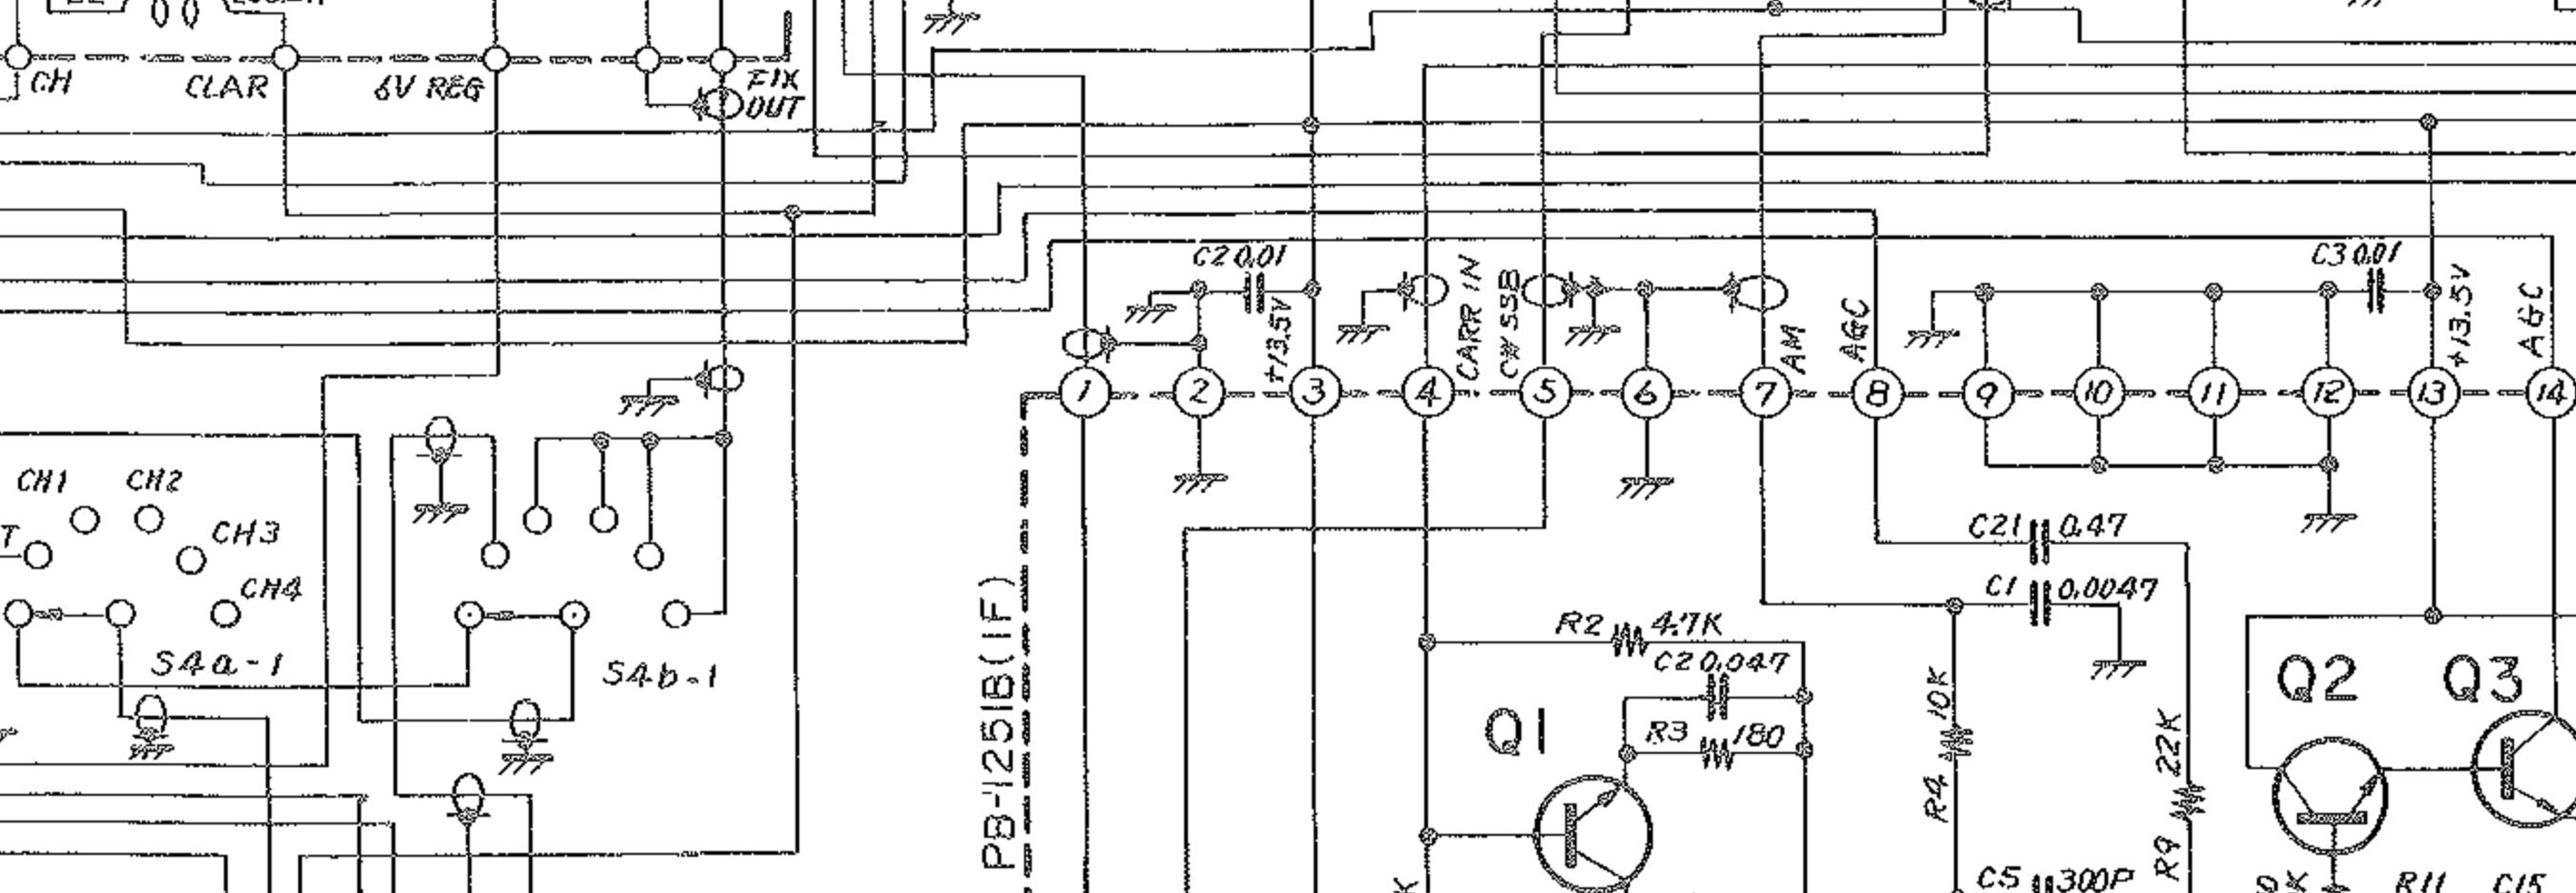 CH
CLAR
6V REG
FIX
OUT
C2 0.01
+13.5V
CARR IN
CW SSB
AM
AGC
C3 0.01
+13.5V
AGC
1
2
3
4
5
6
7
8
9
10
11
12
13
14
CH1
CH2
CH3
CH4
T
S4a-1
S4b-1
PB-1251B(IF)
C21 0.47
C1 0.0047
R2 4.7K
C2 0.047
R3 180
Q1
R4 10K
R9 22K
Q2
Q3
C5 300P
R11
C15
K
K